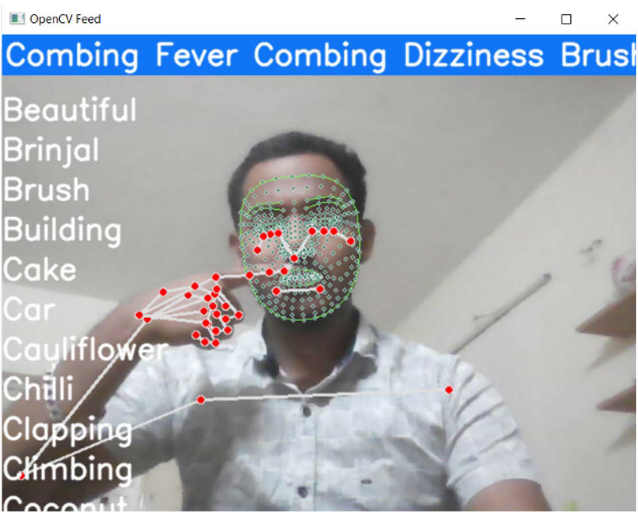 OpenCV Feed
Combing Fever Combing Dizziness Brush
Beautiful
Brinjal
Brush
Building
Cake
Car
Cauliflower
Chilli
Clapping
Climbing
Coconut